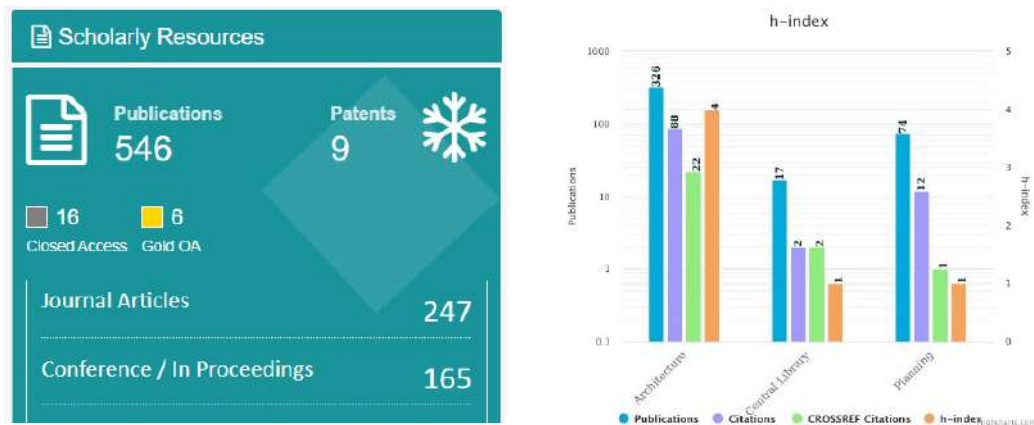 Scholarly Resources
Publications
546
Patents
9
16
Closed Access
6
Gold OA
Journal Articles
247
Conference / In Proceedings
165
h-index
1000
100
10
1
0.1
Publications
5
4
3
2
1
0
h-index
326
88
22
4
17
2
2
1
74
12
1
1
Architecture
Central Library
Planning
Publications
Citations
CROSSREF Citations
h-index